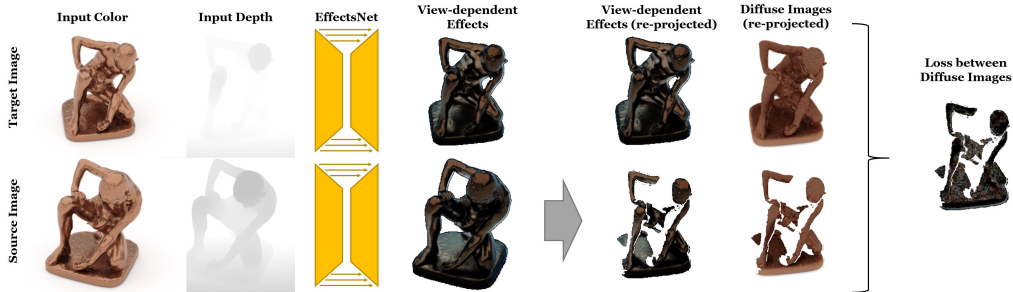 Input Color
Input Depth
EffectsNet
View-dependent
Effects
View-dependent
Effects (re-projected)
Diffuse Images
(re-projected)
Target Image
Source Image
Loss between
Diffuse Images